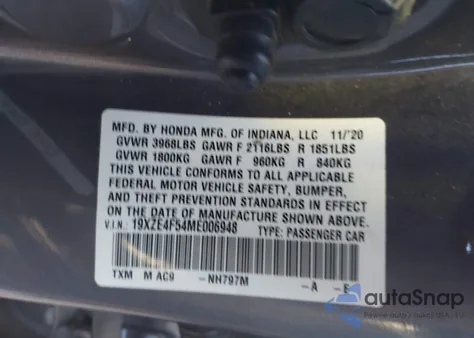 MFD. BY HONDA MFG. OF INDIANA, LLC 11/'20
GVWR 3968LBS GAWR F 2116LBS R 1851LBS
GVWR 1800KG GAWR F 960KG R 840KG
THIS VEHICLE CONFORMS TO ALL APPLICABLE
FEDERAL MOTOR VEHICLE SAFETY, BUMPER,
AND THEFT PREVENTION STANDARDS IN EFFECT
ON THE DATE OF MANUFACTURE SHOWN ABOVE.
V.I.N.: 19XZE4F54ME006948 TYPE: PASSENGER CAR
TXM M AC9 -NH797M -A -E
autaSnap